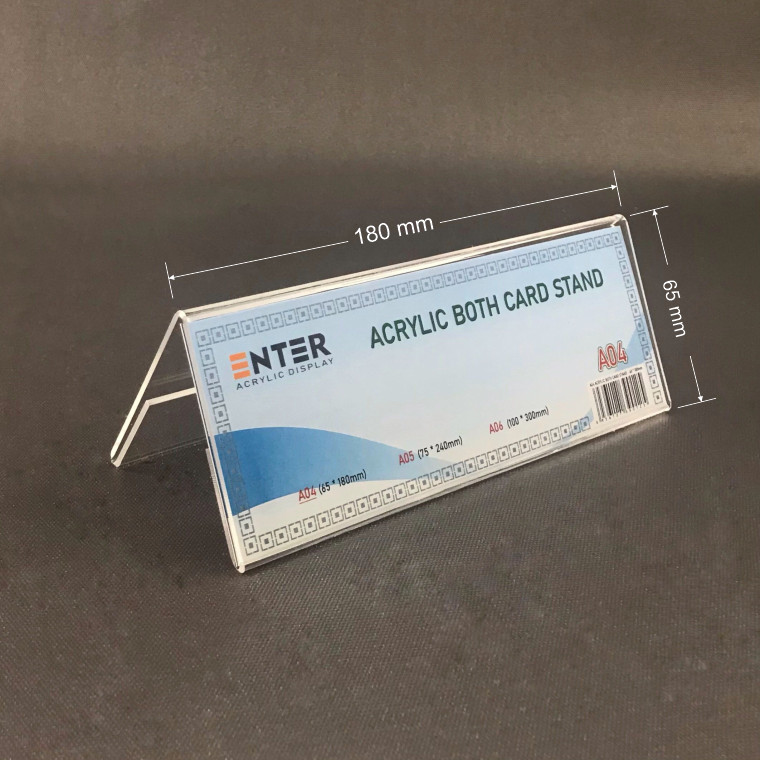 180 mm
65 mm
ENTER
ACRYLIC DISPLAY
ACRYLIC BOTH CARD STAND
A04
A04 (65 * 180mm)
A05 (75 * 240mm)
A06 (100 * 300mm)